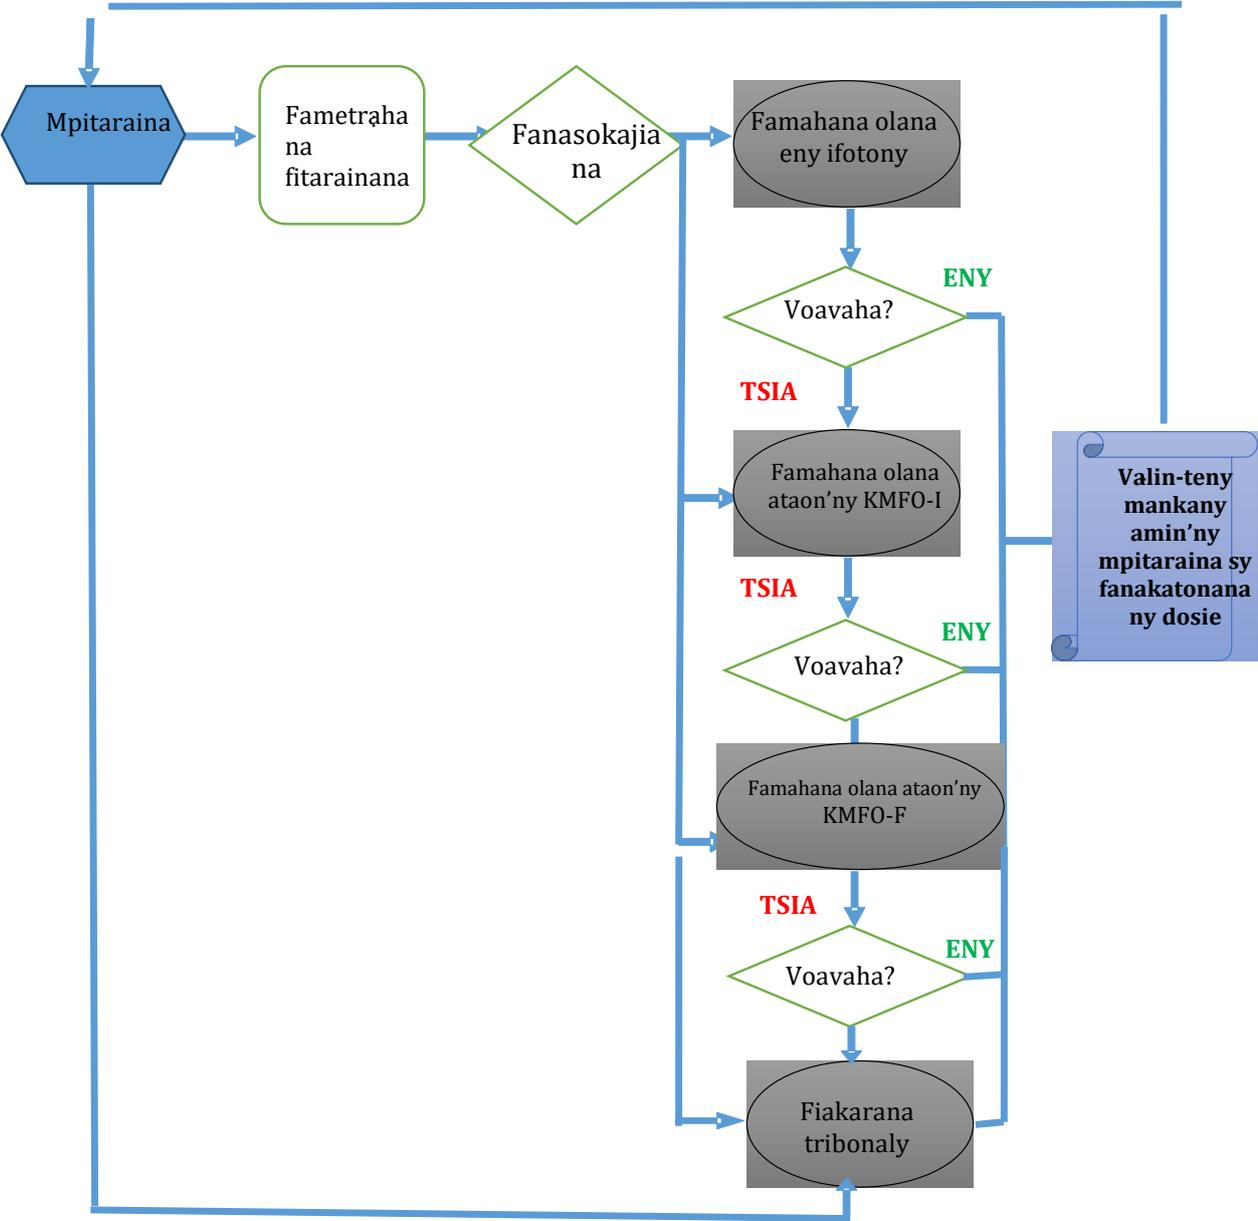 Mpitaraina
Fametraha
na
fitarainana
Fanasokajia
na
Famahana olana
eny ifotony
ENY
Voavaha?
TSIA
Famahana olana
ataon’ny KMFO-I
Valin-teny
mankany
amin’ny
mpitaraina sy
fanakatonana
ny dosie
TSIA
ENY
Voavaha?
Famahana olana ataon’ny
KMFO-F
TSIA
ENY
Voavaha?
Fiakarana
tribonaly